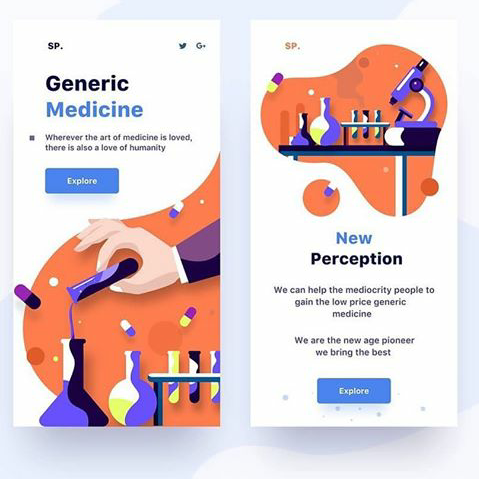 SP.
G+
Generic
Medicine
Wherever the art of medicine is loved,
there is also a love of humanity
Explore
SP.
New
Perception
We can help the mediocrity people to
gain the low price generic
medicine
We are the new age pioneer
we bring the best
Explore